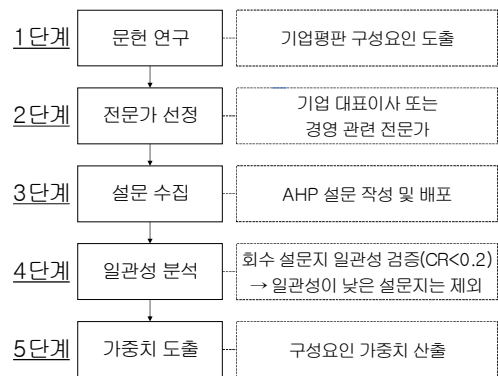 1단계
문헌 연구
기업평판 구성요인 도출
2단계
전문가 선정
기업 대표이사 또는
경영 관련 전문가
3단계
설문 수집
AHP 설문 작성 및 배포
4단계
일관성 분석
회수 설문지 일관성 검증(CR<0.2)
→ 일관성이 낮은 설문지는 제외
5단계
가중치 도출
구성요인 가중치 산출